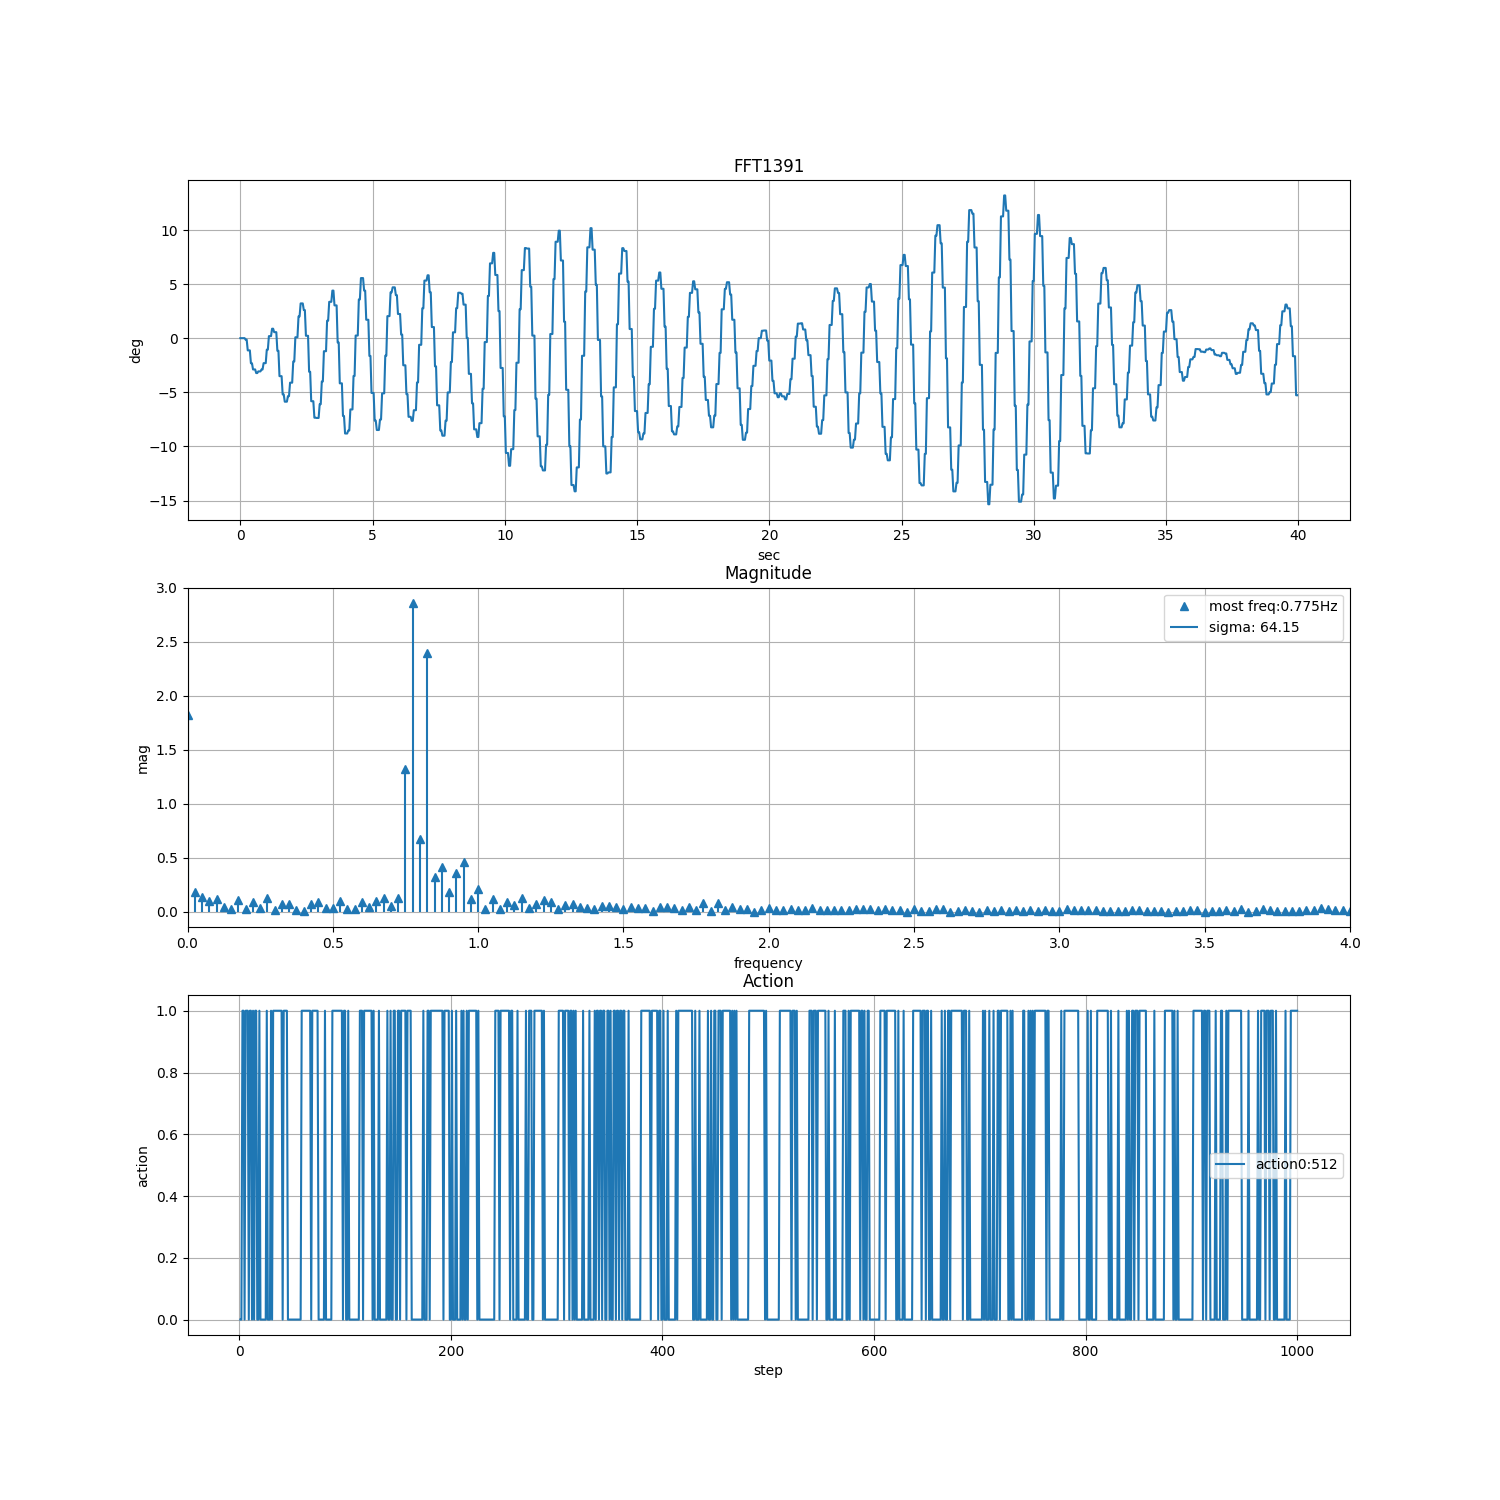 FFT1391
10
5
0
−5
−10
−15
deg
0 5 10 15 20 25 30 35 40
sec
Magnitude
3.0
2.5
2.0
1.5
1.0
0.5
0.0
mag
most freq:0.775Hz
sigma: 64.15
0.0 0.5 1.0 1.5 2.0 2.5 3.0 3.5 4.0
frequency
Action
1.0
0.8
0.6
0.4
0.2
0.0
action
action0:512
0 200 400 600 800 1000
step